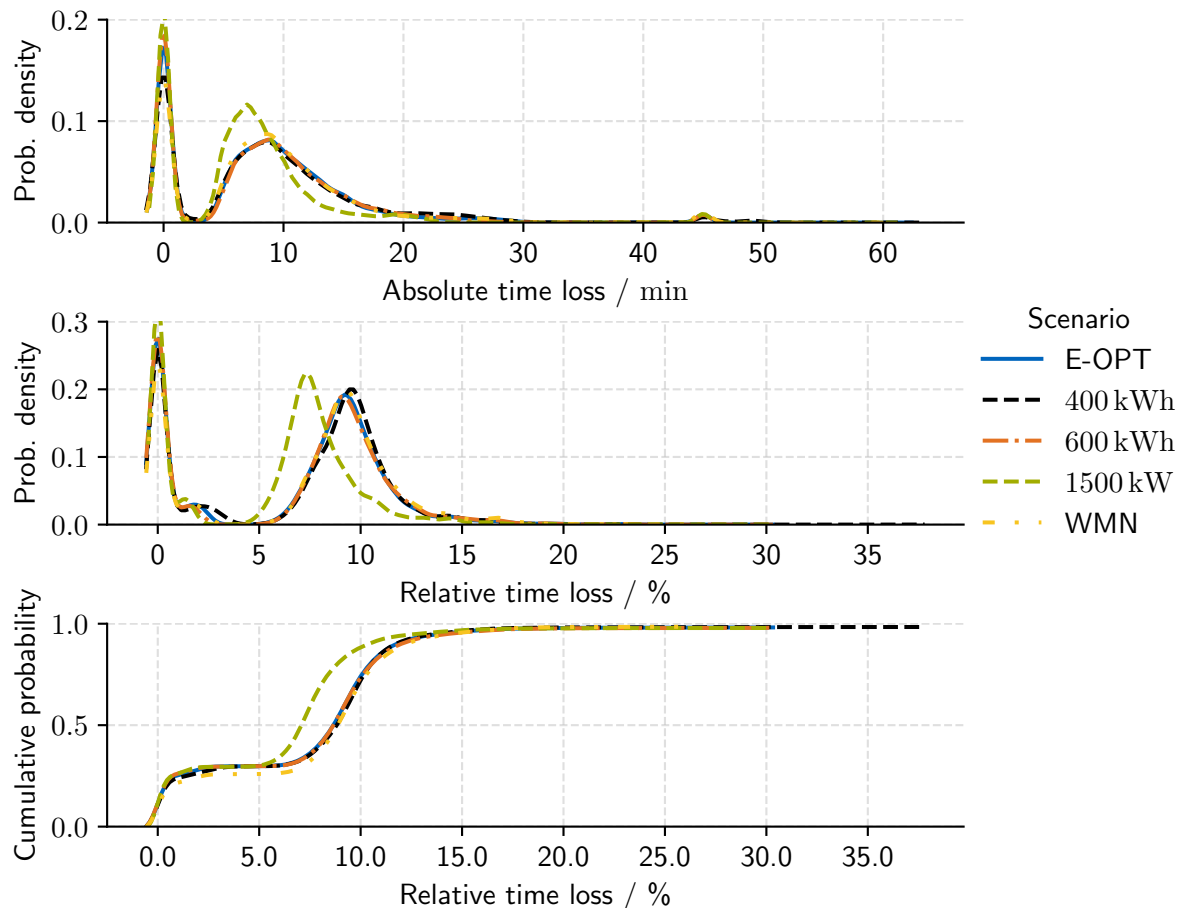 0.2
0.1
0.0
Prob. density
0 10 20 30 40 50 60
Absolute time loss / min
0.3
0.2
0.1
0.0
Prob. density
0 5 10 15 20 25 30 35
Relative time loss / %
Scenario
E-OPT
400 kWh
600 kWh
1500 kW
WMN
1.0
0.5
0.0
Cumulative probability
0.0 5.0 10.0 15.0 20.0 25.0 30.0 35.0
Relative time loss / %